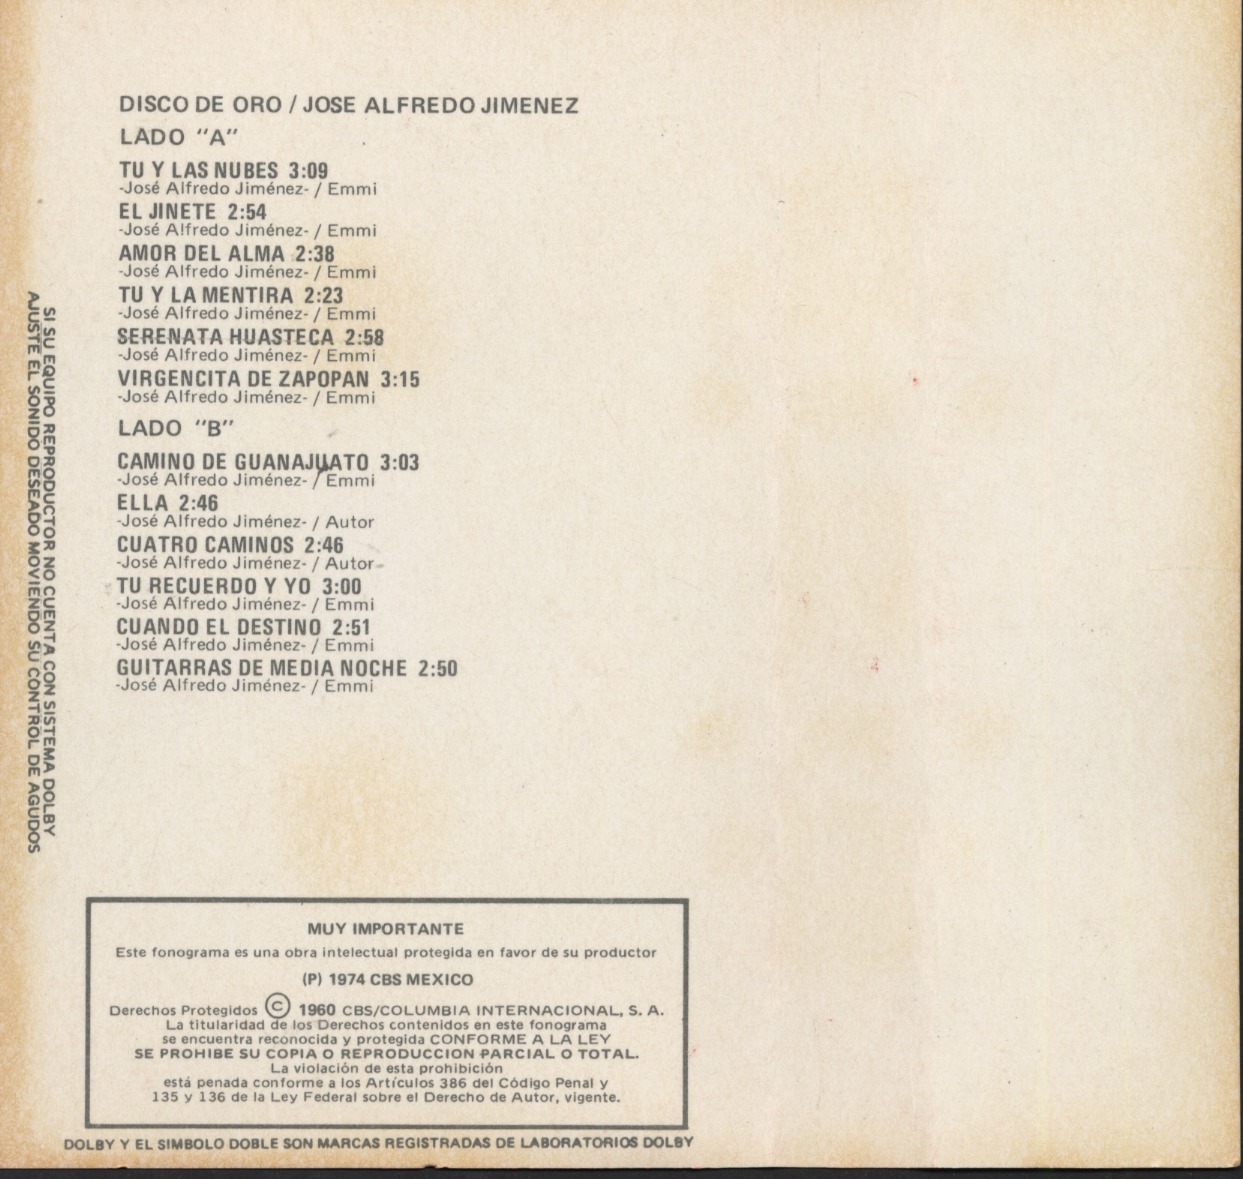 DISCO DE ORO / JOSE ALFREDO JIMENEZ
LADO "A"
TU Y LAS NUBES 3:09
-José Alfredo Jiménez- / Emmi
EL JINETE 2:54
-José Alfredo Jiménez- / Emmi
AMOR DEL ALMA 2:38
-José Alfredo Jiménez- / Emmi
TU Y LA MENTIRA 2:23
-José Alfredo Jiménez- / Emmi
SERENATA HUASTECA 2:58
-José Alfredo Jiménez- / Emmi
VIRGENCITA DE ZAPOPAN 3:15
-José Alfredo Jiménez- / Emmi
LADO "B"
CAMINO DE GUANAJUATO 3:03
-José Alfredo Jiménez- / Emmi
ELLA 2:46
-José Alfredo Jiménez- / Autor
CUATRO CAMINOS 2:46
-José Alfredo Jiménez- / Autor
TU RECUERDO Y YO 3:00
-José Alfredo Jiménez- / Emmi
CUANDO EL DESTINO 2:51
-José Alfredo Jiménez- / Emmi
GUITARRAS DE MEDIA NOCHE 2:50
-José Alfredo Jiménez- / Emmi
SI SU EQUIPO REPRODUCTOR NO CUENTA CON SISTEMA DOLBY
AJUSTE EL SONIDO DESEADO MOVIENDO SU CONTROL DE AGUDOS
MUY IMPORTANTE
Este fonograma es una obra intelectual protegida en favor de su productor
(P) 1974 CBS MEXICO
Derechos Protegidos © 1960 CBS/COLUMBIA INTERNACIONAL, S. A.
La titularidad de los Derechos contenidos en este fonograma
se encuentra reconocida y protegida CONFORME A LA LEY
SE PROHIBE SU COPIA O REPRODUCCION PARCIAL O TOTAL.
La violación de esta prohibición
está penada conforme a los Artículos 386 del Código Penal y
135 y 136 de la Ley Federal sobre el Derecho de Autor, vigente.
DOLBY Y EL SIMBOLO DOBLE SON MARCAS REGISTRADAS DE LABORATORIOS DOLBY